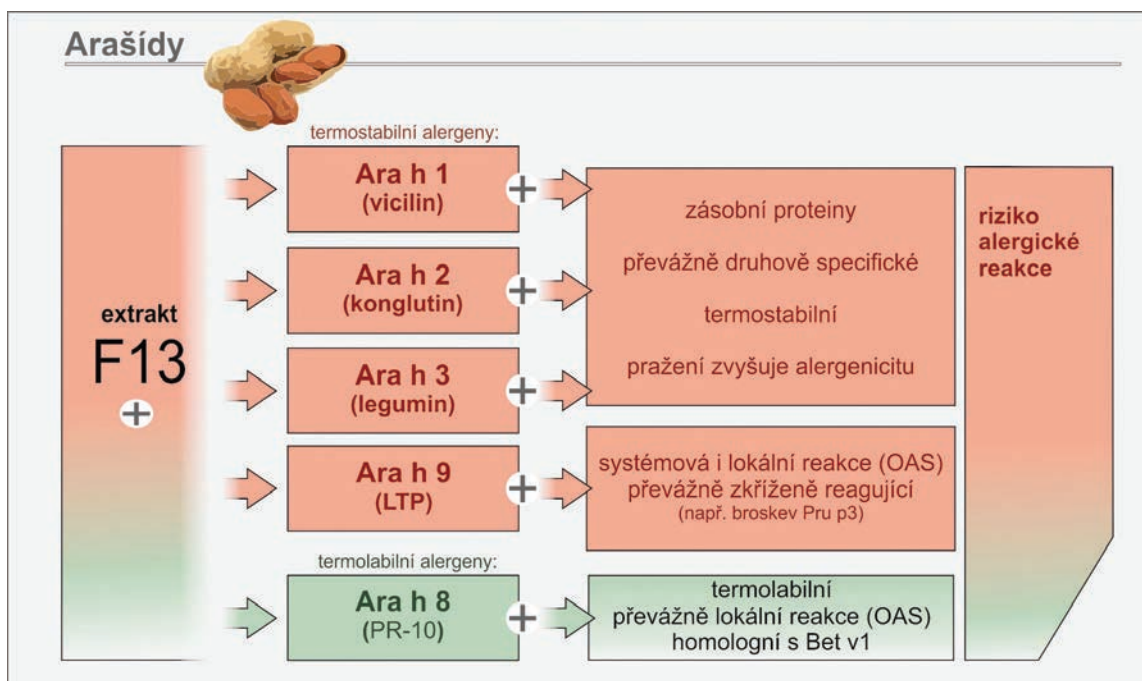 Arašídy
termostabilní alergeny:
extrakt
F13
+
Ara h 1
(vicilin)
+
Ara h 2
(konglutin)
+
Ara h 3
(legumin)
+
zásobní proteiny
převážně druhově specifické
termostabilní
pražení zvyšuje alergenicitu
Ara h 9
(LTP)
+
systémová i lokální reakce (OAS)
převážně zkříženě reagující
(např. broskev Pru p3)
termolabilní alergeny:
Ara h 8
(PR-10)
+
termolabilní
převážně lokální reakce (OAS)
homologní s Bet v1
riziko
alergické
reakce